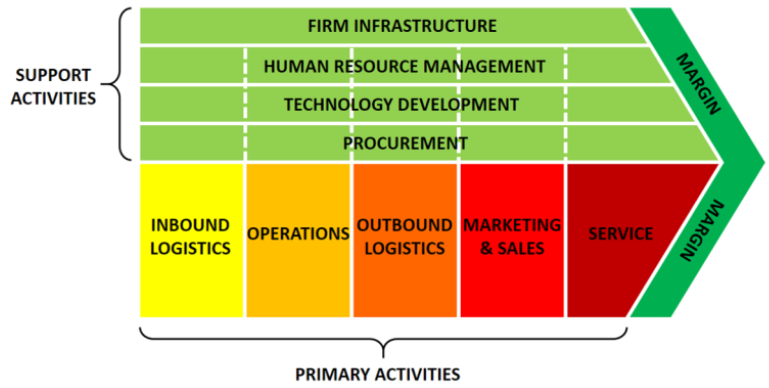 FIRM INFRASTRUCTURE
HUMAN RESOURCE MANAGEMENT
TECHNOLOGY DEVELOPMENT
PROCUREMENT
SUPPORT
ACTIVITIES
MARGIN
MARGIN
INBOUND
LOGISTICS
OPERATIONS
OUTBOUND
LOGISTICS
MARKETING
& SALES
SERVICE
PRIMARY ACTIVITIES